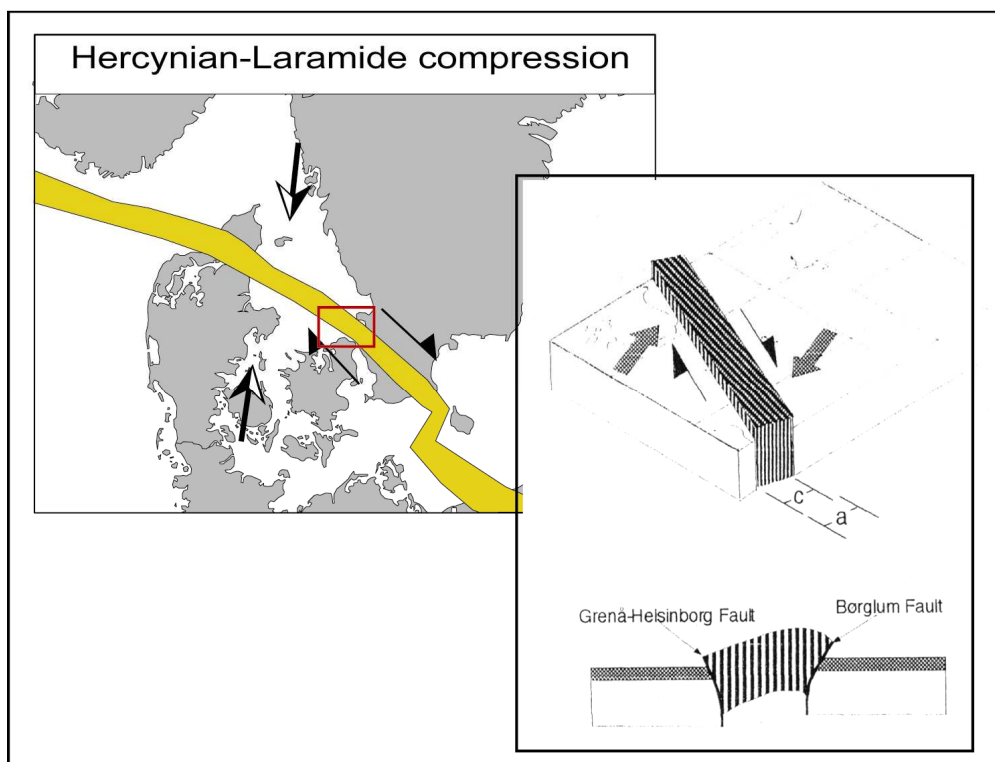 Hercynian-Laramide compression
c
a
Grenå-Helsinborg Fault
Børglum Fault